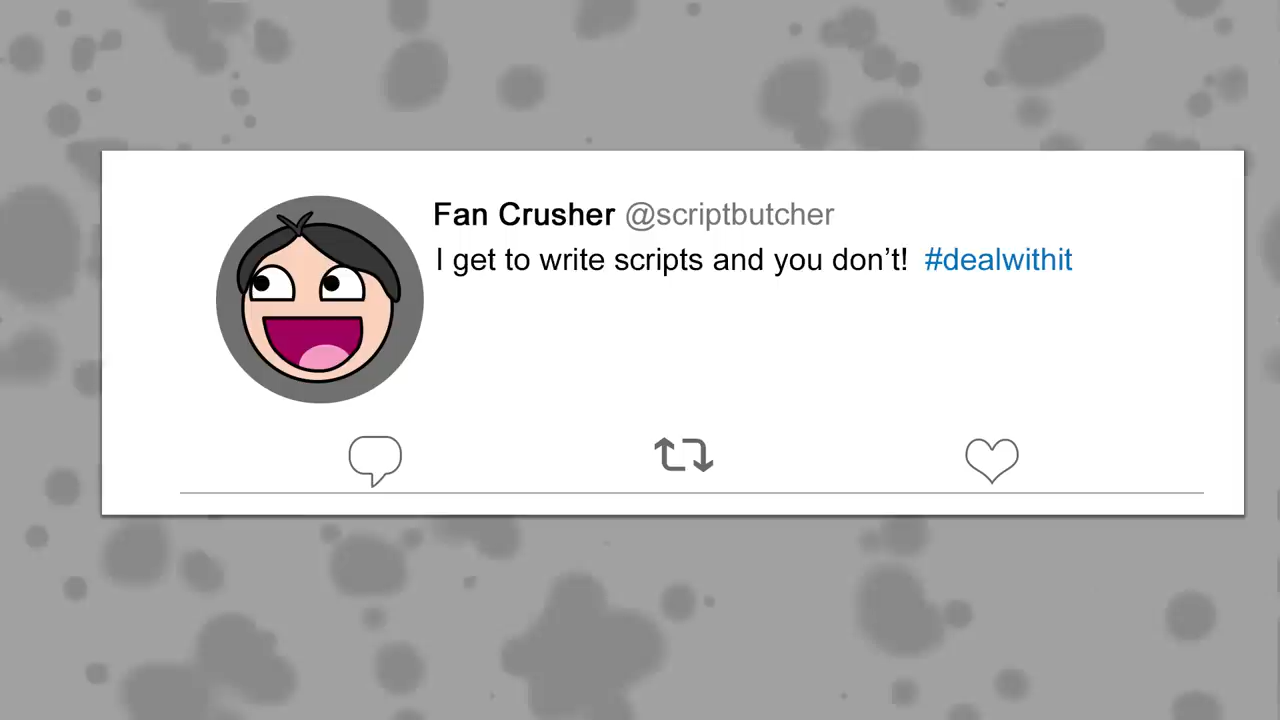 Fan Crusher @scriptbutcher
I get to write scripts and you don’t! #dealwithit